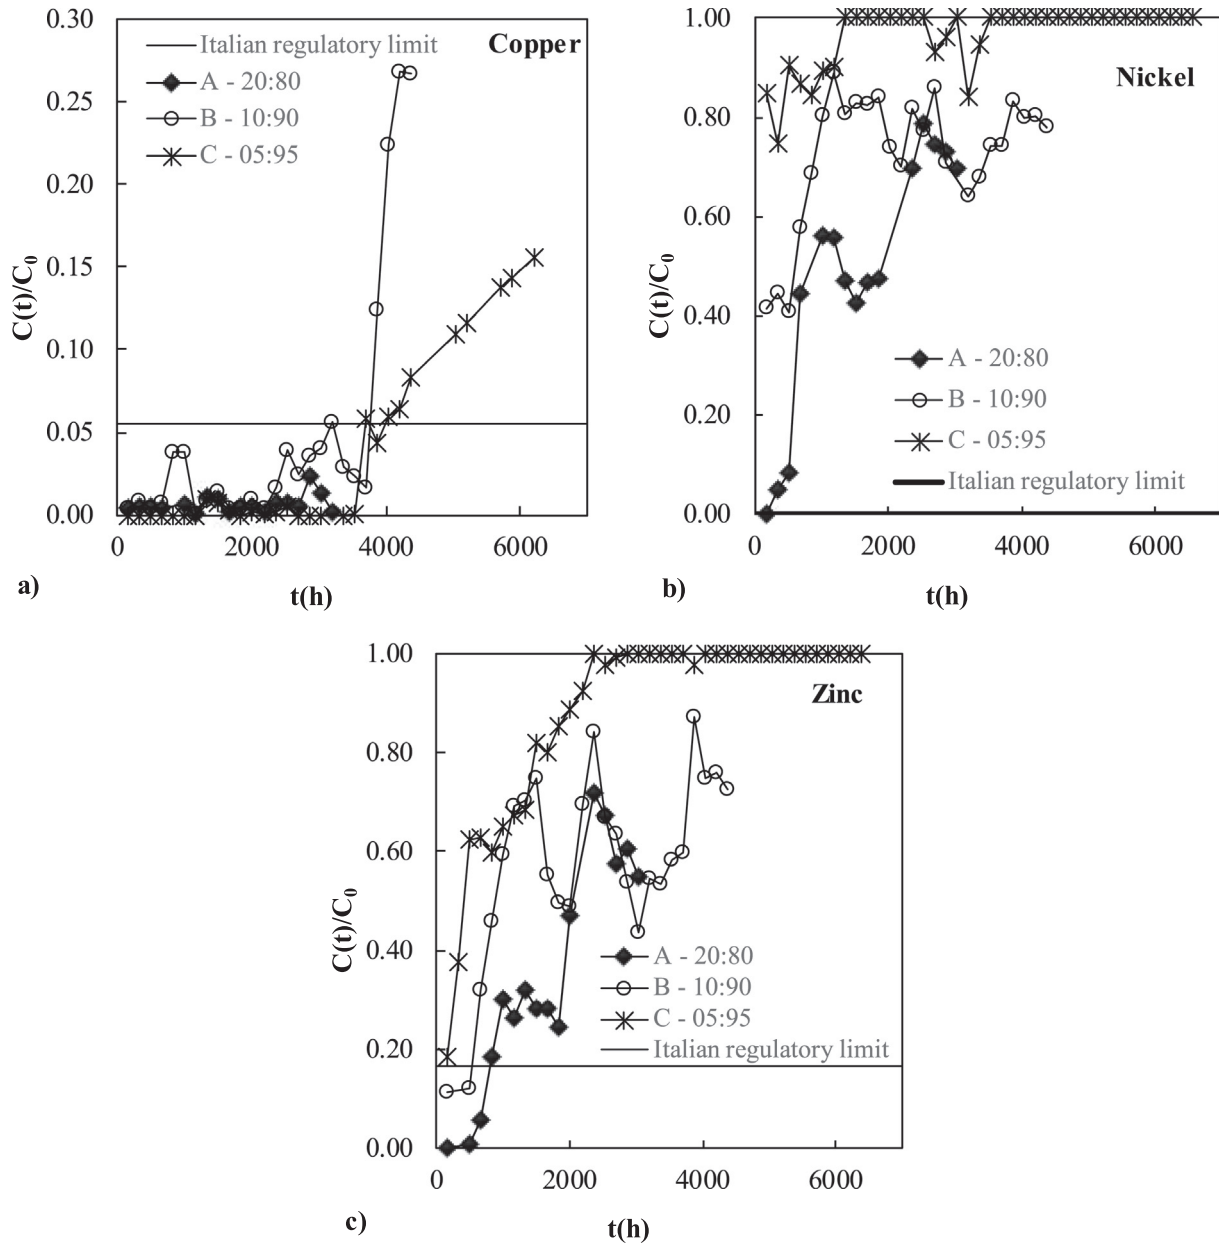 0.30
0.25
0.20
0.15
0.10
0.05
0.00
C(t)/C0
Italian regulatory limit
A - 20:80
B - 10:90
C - 05:95
Copper
0 2000 4000 6000
a)
t(h)
1.00
0.80
0.60
0.40
0.20
0.00
C(t)/C0
Nickel
A - 20:80
B - 10:90
C - 05:95
Italian regulatory limit
0 2000 4000 6000
b)
t(h)
1.00
0.80
0.60
0.40
0.20
0.00
C(t)/C0
Zinc
A - 20:80
B - 10:90
C - 05:95
Italian regulatory limit
0 2000 4000 6000
c)
t(h)